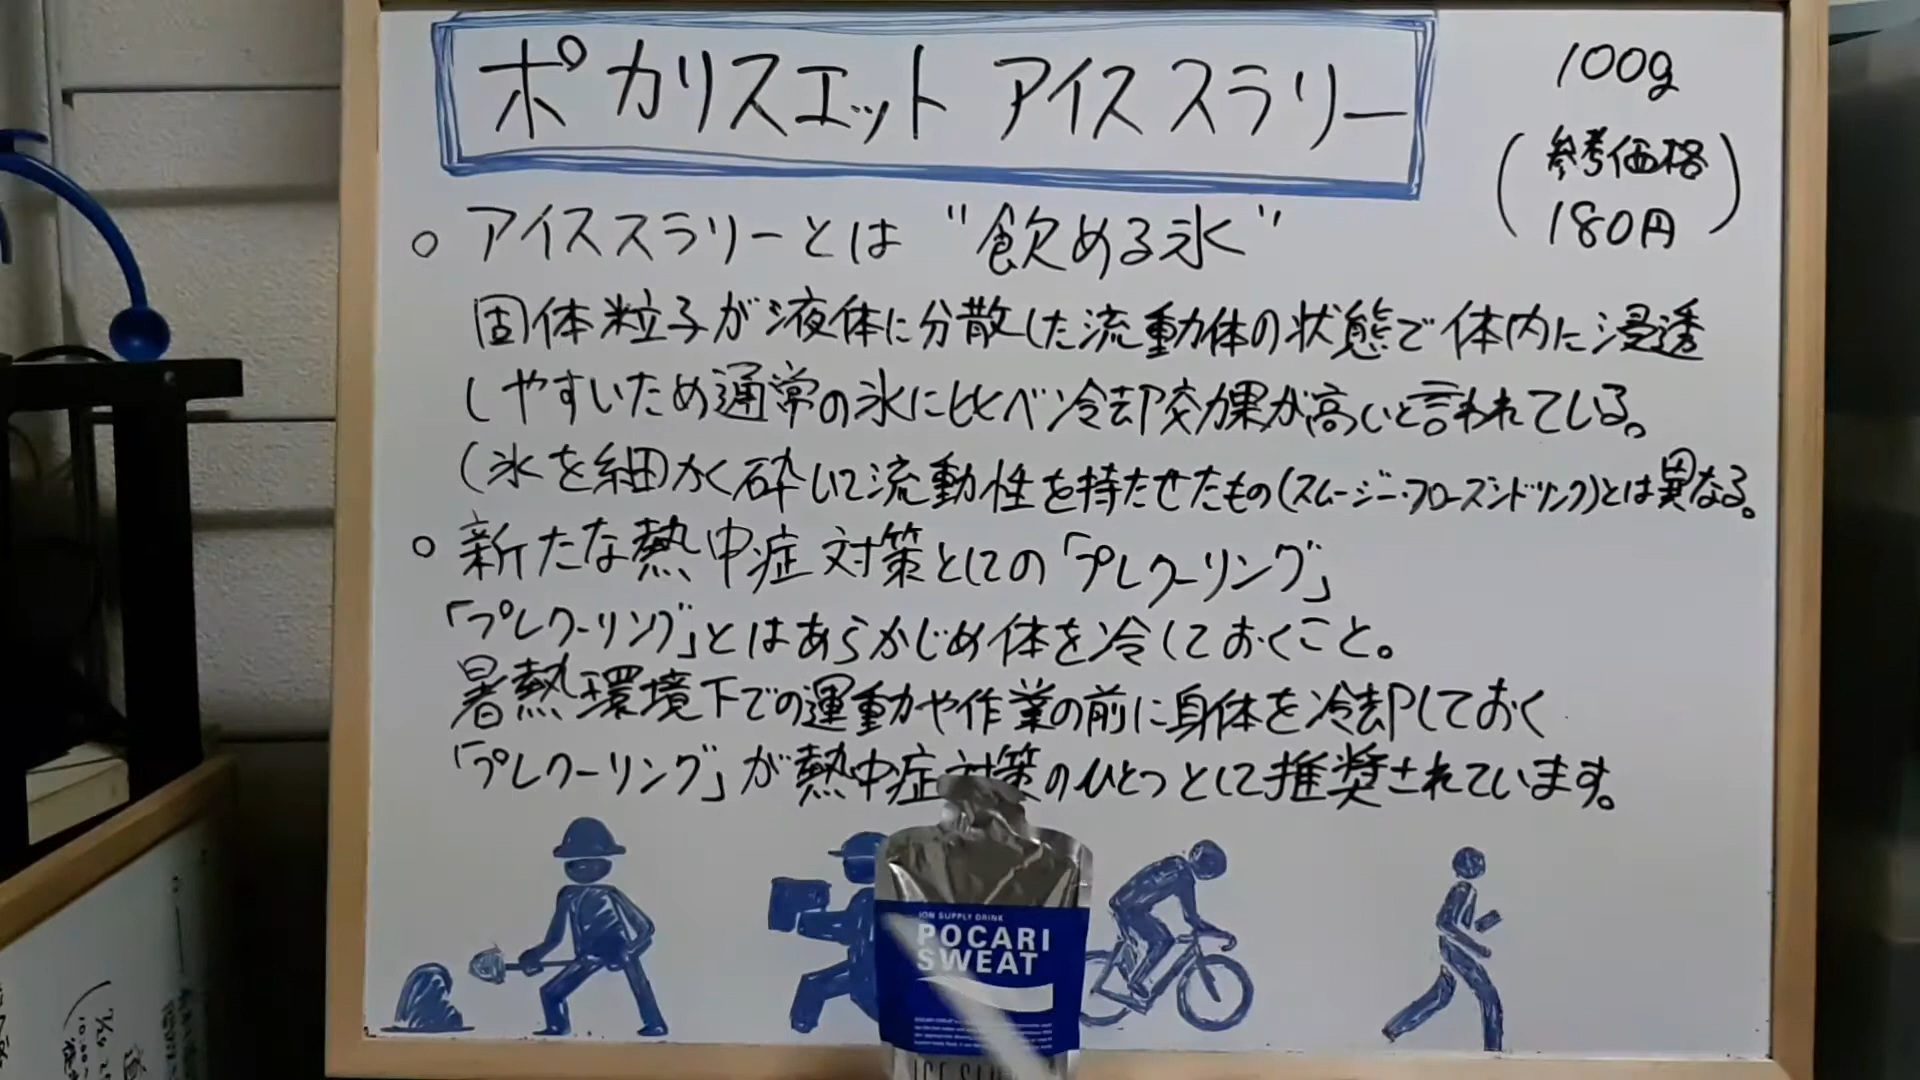 ポカリスエット アイススラリー
100g
(参考価格
180円)
○ アイススラリーとは "飲める氷"
固体粒子が液体に分散した流動体の状態で体内に浸透
しやすいため通常の氷に比べ冷却効果が高いと言われてしる。
(氷を細かく砕いて流動性を持たせたもの(スムージー・フローズンドリンク)とは異なる。
○ 新たな熱中症対策としての「プレクーリング」
「プレクーリング」とはあらかじめ体を冷しておくこと。
暑熱環境下での運動や作業の前に身体を冷却しておく
「プレクーリング」が熱中症対策のひとつとして推奨されています。
ION SUPPLY DRINK
POCARI
SWEAT